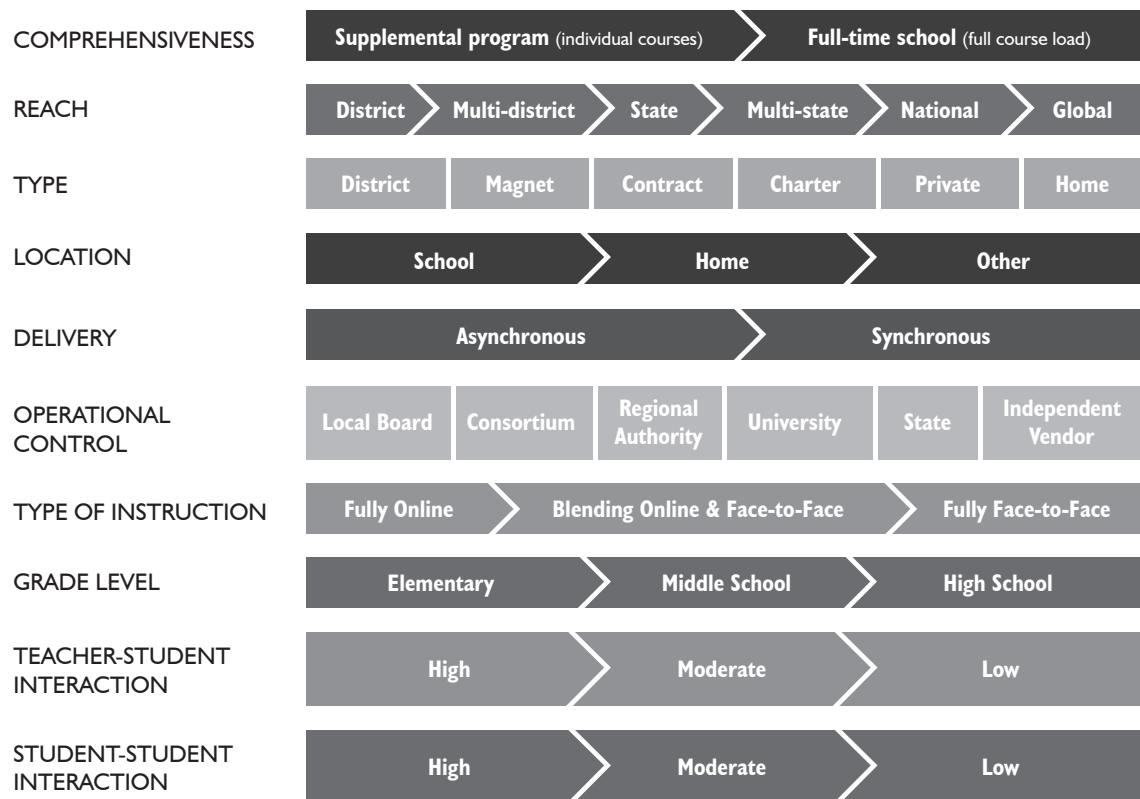 COMPREHENSIVENESS
Supplemental program (individual courses) Full-time school (full course load)
REACH
District Multi-district State Multi-state National Global
TYPE
District Magnet Contract Charter Private Home
LOCATION
School Home Other
DELIVERY
Asynchronous Synchronous
OPERATIONAL
CONTROL
Local Board Consortium Regional
Authority University State Independent
Vendor
TYPE OF INSTRUCTION
Fully Online Blending Online & Face-to-Face Fully Face-to-Face
GRADE LEVEL
Elementary Middle School High School
TEACHER-STUDENT
INTERACTION
High Moderate Low
STUDENT-STUDENT
INTERACTION
High Moderate Low